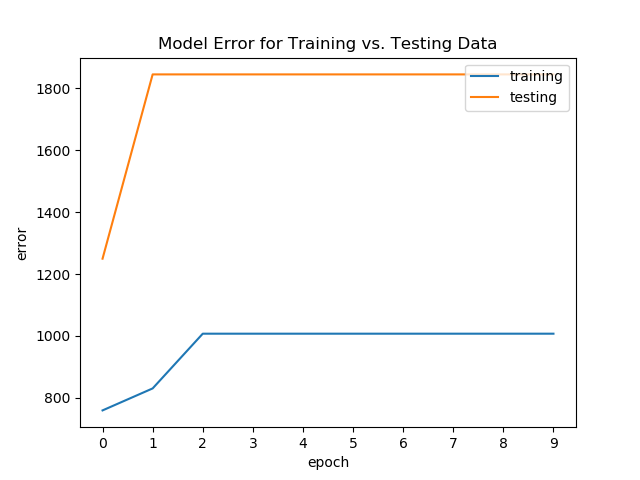 Model Error for Training vs. Testing Data
training
testing
1800
1600
1400
1200
1000
800
error
0 1 2 3 4 5 6 7 8 9
epoch